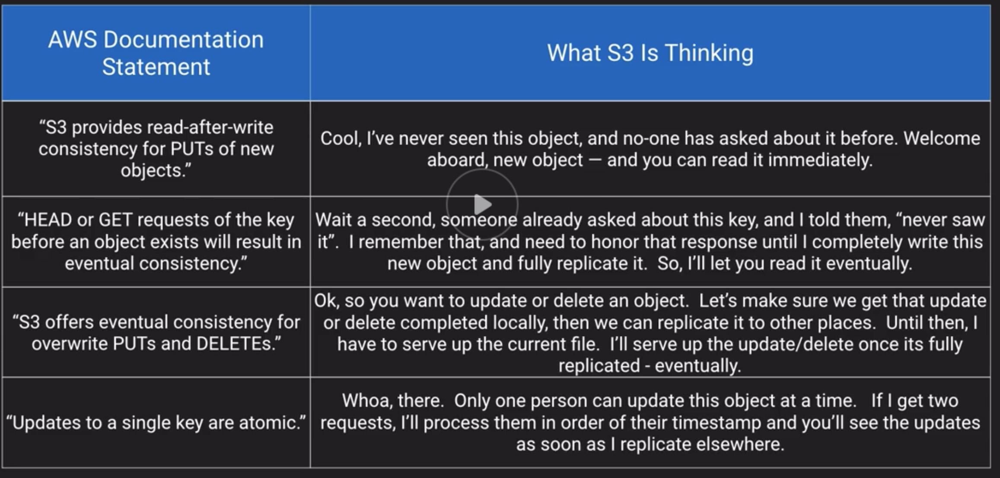 AWS Documentation
Statement
What S3 Is Thinking
“S3 provides read-after-write
consistency for PUTs of new
objects.”
Cool, I’ve never seen this object, and no-one has asked about it before. Welcome
aboard, new object — and you can read it immediately.
“HEAD or GET requests of the key
before an object exists will result in
eventual consistency.”
Wait a second, someone already asked about this key, and I told them, “never saw
it”.  I remember that, and need to honor that response until I completely write this
new object and fully replicate it.  So, I’ll let you read it eventually.
“S3 offers eventual consistency for
overwrite PUTs and DELETEs.”
Ok, so you want to update or delete an object.  Let’s make sure we get that update
or delete completed locally, then we can replicate it to other places.  Until then, I
have to serve up the current file.  I’ll serve up the update/delete once its fully
replicated - eventually.
“Updates to a single key are atomic.”
Whoa, there.  Only one person can update this object at a time.   If I get two
requests, I’ll process them in order of their timestamp and you’ll see the updates
as soon as I replicate elsewhere.